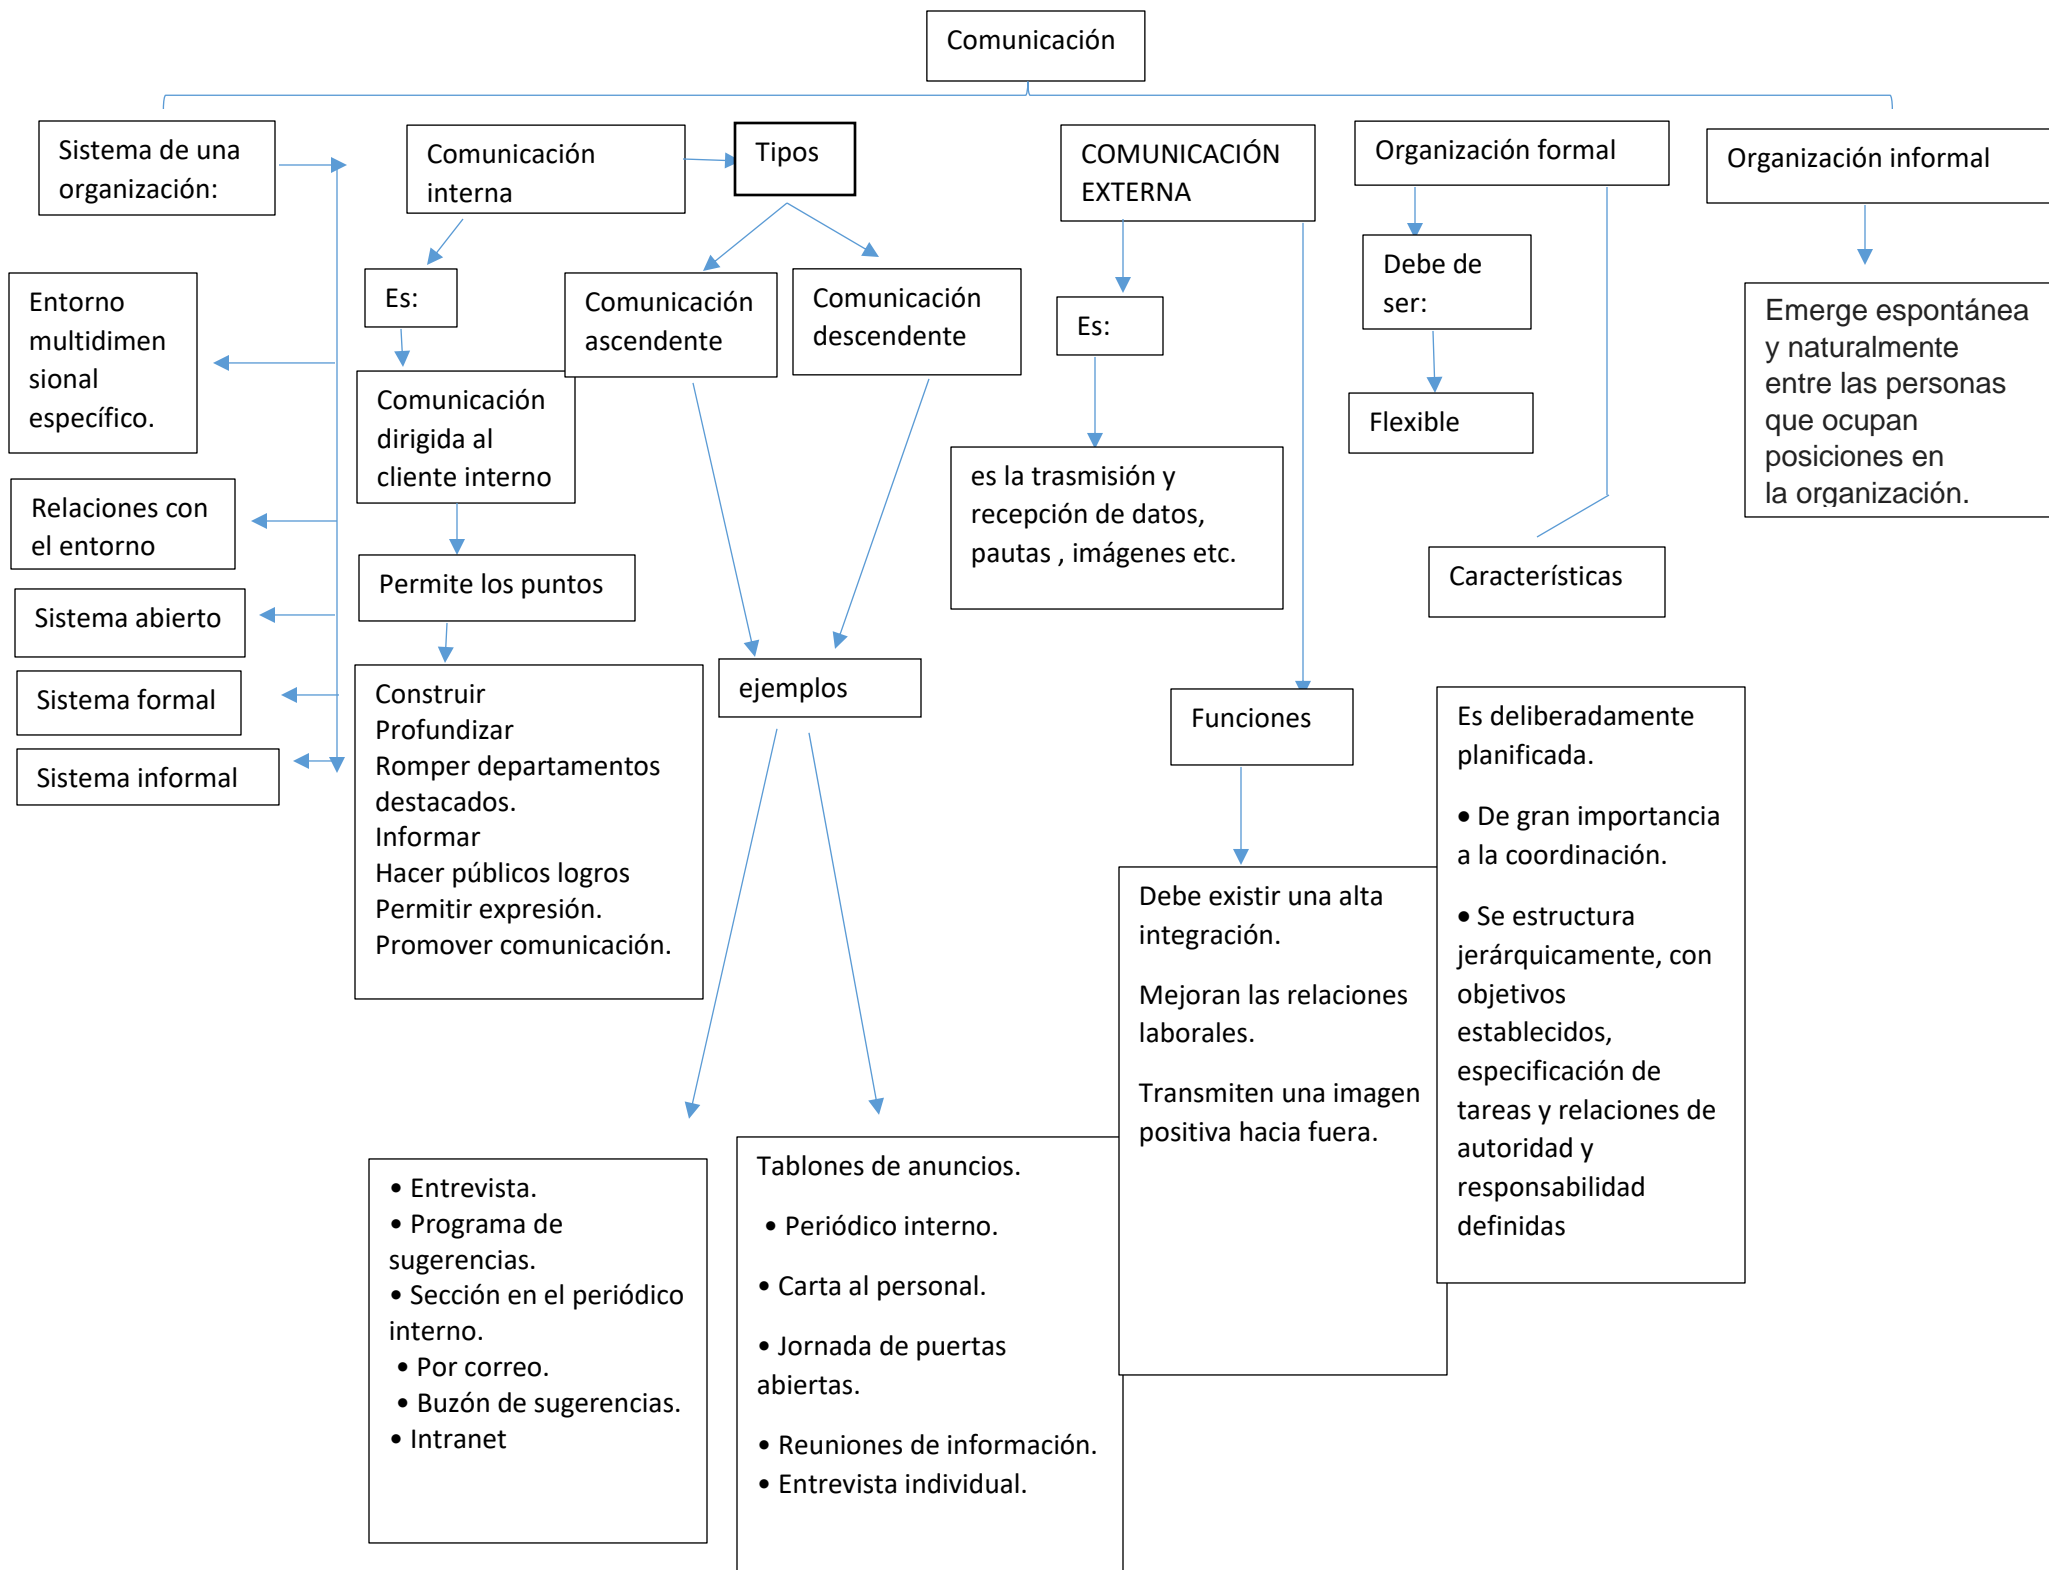 Comunicación
Sistema de una
organización:
Entorno
multidimen
sional
específico.
Relaciones con
el entorno
Sistema abierto
Sistema formal
Sistema informal
Comunicación
interna
Es:
Comunicación
dirigida al
cliente interno
Permite los puntos
Construir
Profundizar
Romper departamentos
destacados.
Informar
Hacer públicos logros
Permitir expresión.
Promover comunicación.
Tipos
Comunicación
ascendente
Comunicación
descendente
ejemplos
• Entrevista.
• Programa de
sugerencias.
• Sección en el periódico
interno.
• Por correo.
• Buzón de sugerencias.
• Intranet
Tablones de anuncios.
• Periódico interno.
• Carta al personal.
• Jornada de puertas
abiertas.
• Reuniones de información.
• Entrevista individual.
COMUNICACIÓN
EXTERNA
Es:
es la trasmisión y
recepción de datos,
pautas , imágenes etc.
Funciones
Debe existir una alta
integración.
Mejoran las relaciones
laborales.
Transmiten una imagen
positiva hacia fuera.
Organización formal
Debe de
ser:
Flexible
Característicías
Es deliberadamente
planificada.
• De gran importancia
a la coordinación.
• Se estructura
jerárquicamente, con
objetivos
establecidos,
especificación de
tareas y relaciones de
autoridad y
responsabilidad
definidas
Organización informal
Emerge espontánea
y naturalmente
entre las personas
que ocupan
posiciones en
la organización.